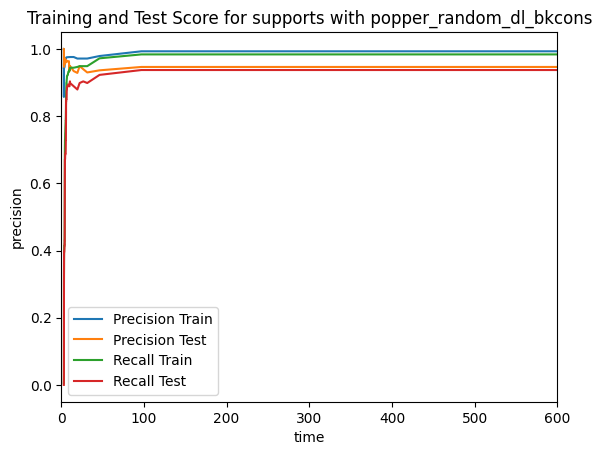 Training and Test Score for supports with popper_random_dl_bkcons
1.0
0.8
0.6
0.4
0.2
0.0
precision
Precision Train
Precision Test
Recall Train
Recall Test
0 100 200 300 400 500 600
time